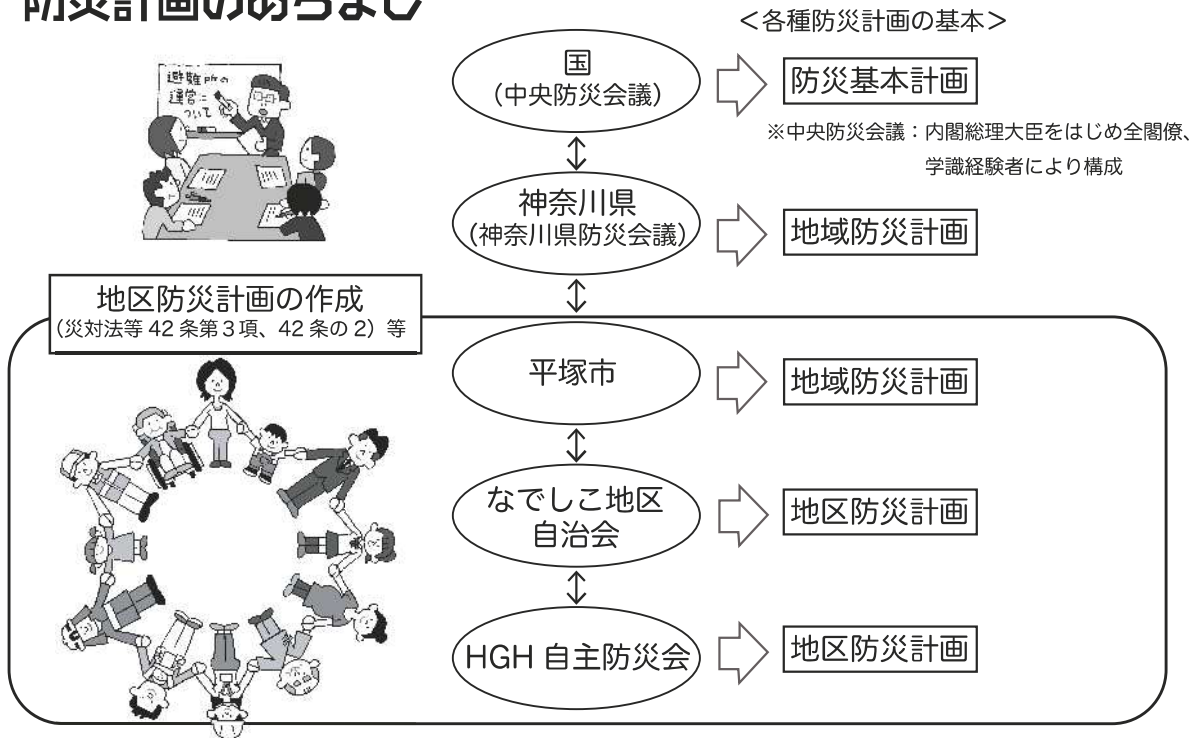 防災計画のあらまし
＜各種防災計画の基本＞
避難所の
運営に
ついて
国
（中央防災会議）
防災基本計画
※中央防災会議：内閣総理大臣をはじめ全閣僚、
学識経験者により構成
神奈川県
（神奈川県防災会議）
地域防災計画
地区防災計画の作成
（災対法等 42 条第３項、42 条の 2）等
平塚市
地域防災計画
なでしこ地区
自治会
地区防災計画
HGH 自主防災会
地区防災計画